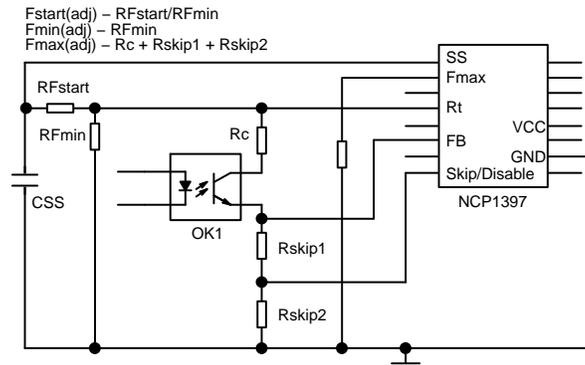 Fstart(adj) – RFstart/RFmin
Fmin(adj) – RFmin
Fmax(adj) – Rc + Rskip1 + Rskip2
SS
Fmax
RFstart
Rt
RFmin
Rc
VCC
FB
GND
Skip/Disable
CSS
NCP1397
OK1
Rskip1
Rskip2